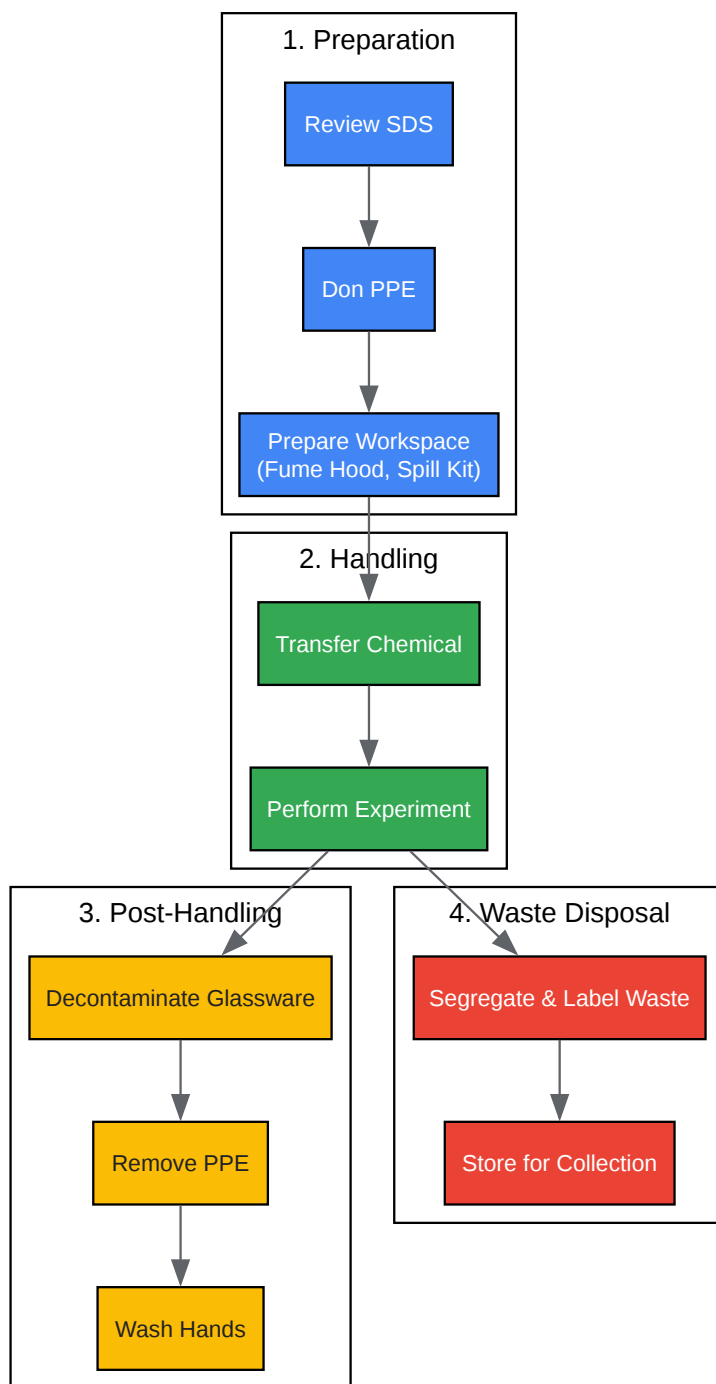 1. Preparation
Review SDS
Don PPE
Prepare Workspace
(Fume Hood, Spill Kit)
2. Handling
Transfer Chemical
Perform Experiment
3. Post-Handling
Decontaminate Glassware
Remove PPE
Wash Hands
4. Waste Disposal
Segregate & Label Waste
Store for Collection